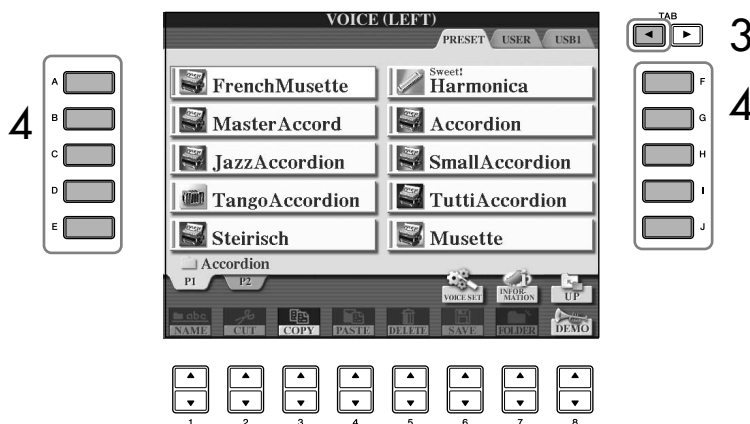 VOICE (LEFT)
PRESET USER USB1
TAB
3
4
A
B
C
D
E
FrenchMusette
Sweet!
Harmonica
MasterAccord
Accordion
JazzAccordion
SmallAccordion
TangoAccordion
TuttiAccordion
Steirisch
Musette
Accordion
P1 P2
VOICE SET
INFOR-
MATION
UP
abc
NAME CUT COPY PASTE DELETE SAVE FOLDER DEMO
F
G
H
I
J
4
1 2 3 4 5 6 7 8